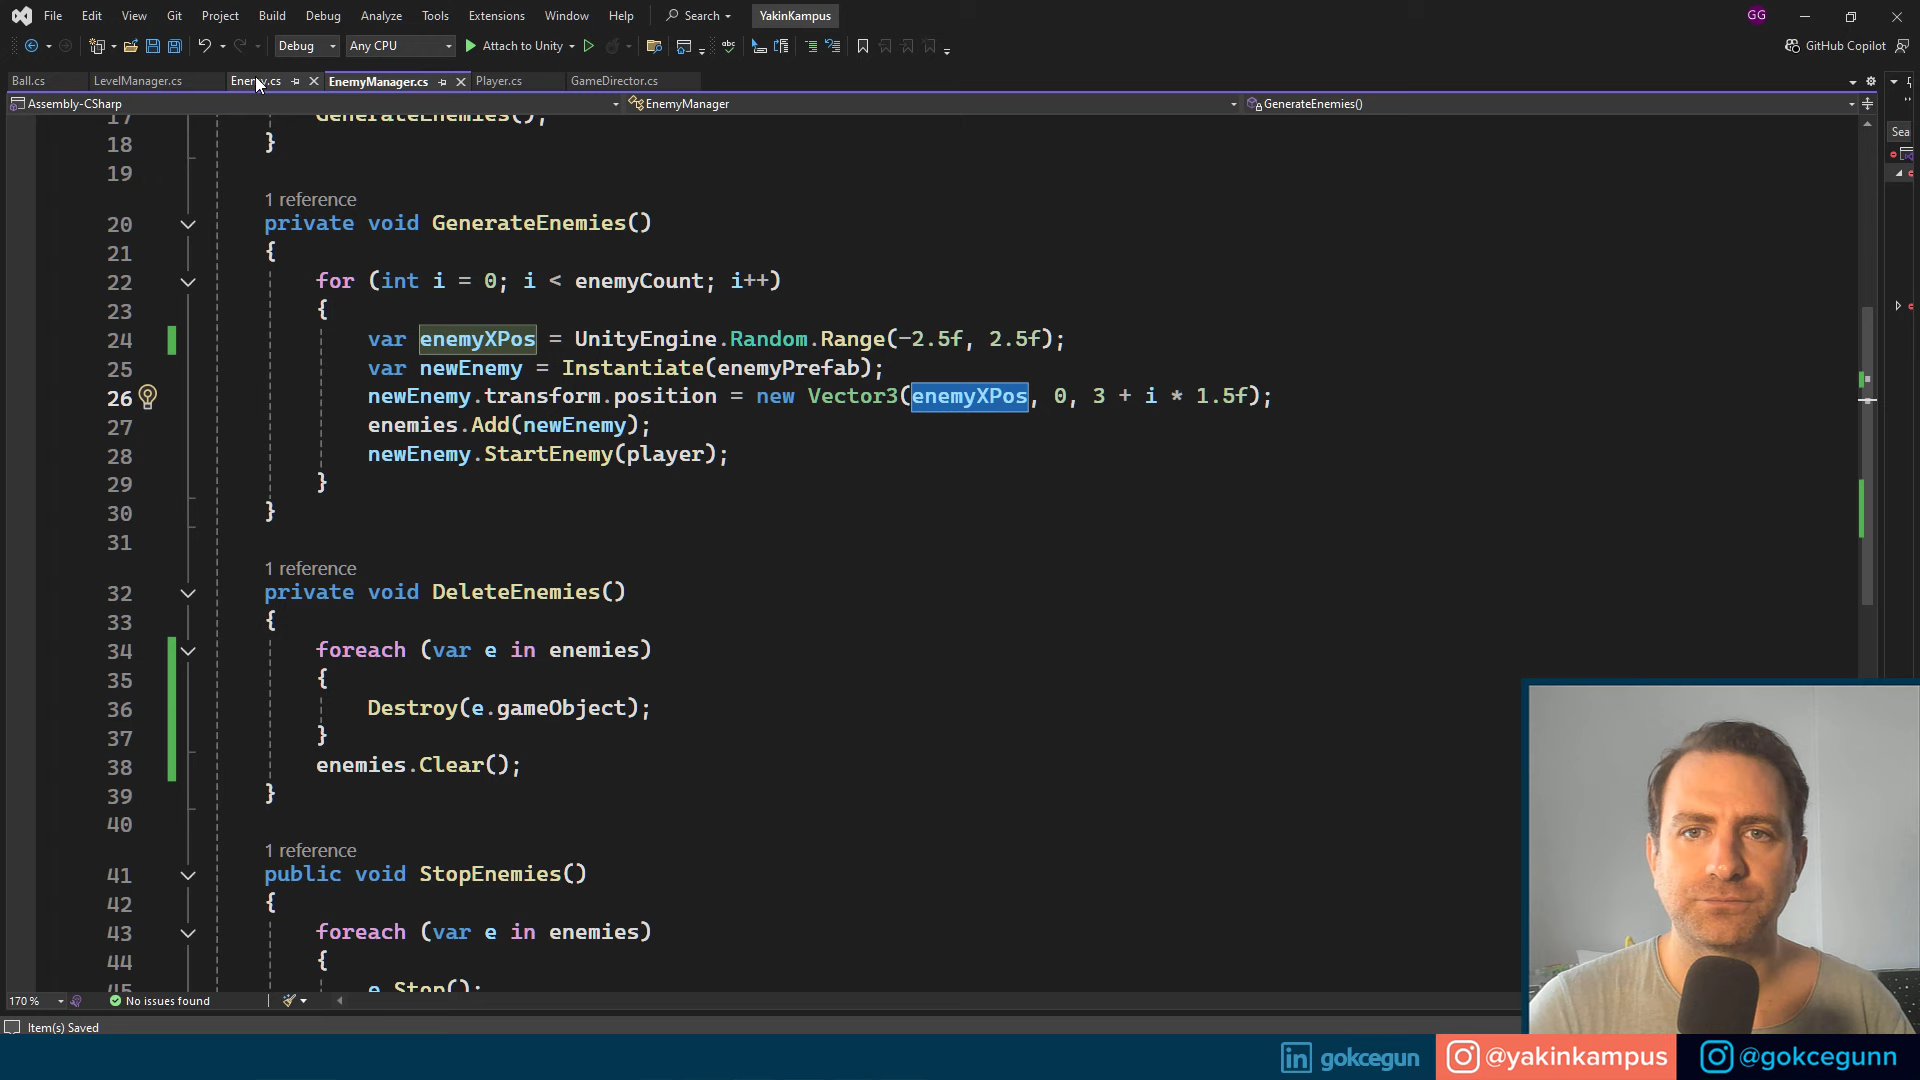 File Edit View Git Project Build Debug Analyze Tools Extensions Window Help Search YakinKampus GG
Debug Any CPU Attach to Unity GitHub Copilot
Ball.cs LevelManager.cs Enemy.cs EnemyManager.cs Player.cs GameDirector.cs
Assembly-CSharp EnemyManager GenerateEnemies()
17 GenerateEnemies();
18 }
19
1 reference
20 private void GenerateEnemies()
21 {
22 for (int i = 0; i < enemyCount; i++)
23 {
24 var enemyXPos = UnityEngine.Random.Range(-2.5f, 2.5f);
25 var newEnemy = Instantiate(enemyPrefab);
26 newEnemy.transform.position = new Vector3(enemyXPos, 0, 3 + i * 1.5f);
27 enemies.Add(newEnemy);
28 newEnemy.StartEnemy(player);
29 }
30 }
31
1 reference
32 private void DeleteEnemies()
33 {
34 foreach (var e in enemies)
35 {
36 Destroy(e.gameObject);
37 }
38 enemies.Clear();
39 }
40
1 reference
41 public void StopEnemies()
42 {
43 foreach (var e in enemies)
44 {
45 e.Stop();
170 % No issues found
Item(s) Saved
Sea
in gokcegun @yakinkampus @gokcegunn